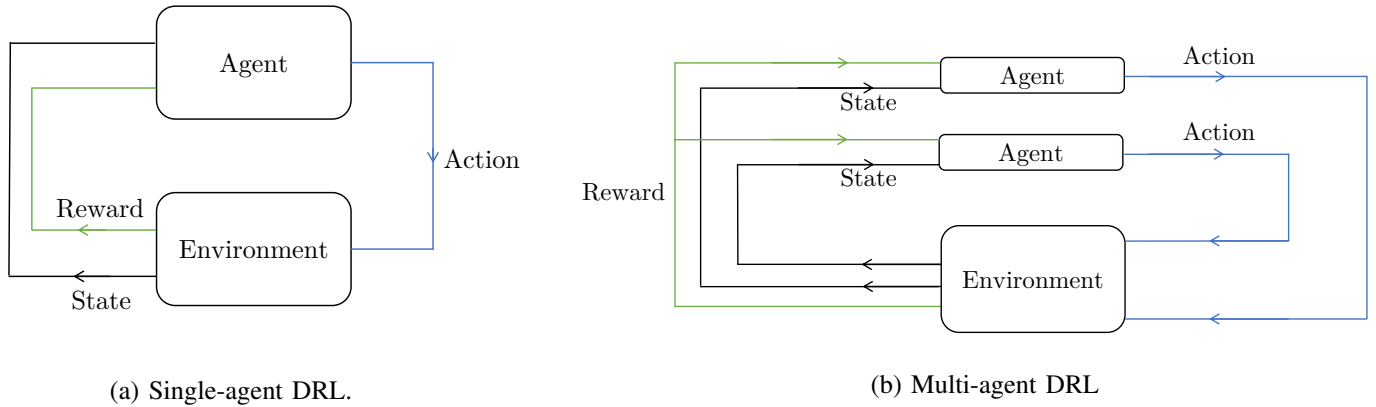 Agent
Action
Reward
Environment
State
(a) Single-agent DRL.
Action
Agent
State
Action
Agent
State
Reward
Environment
(b) Multi-agent DRL